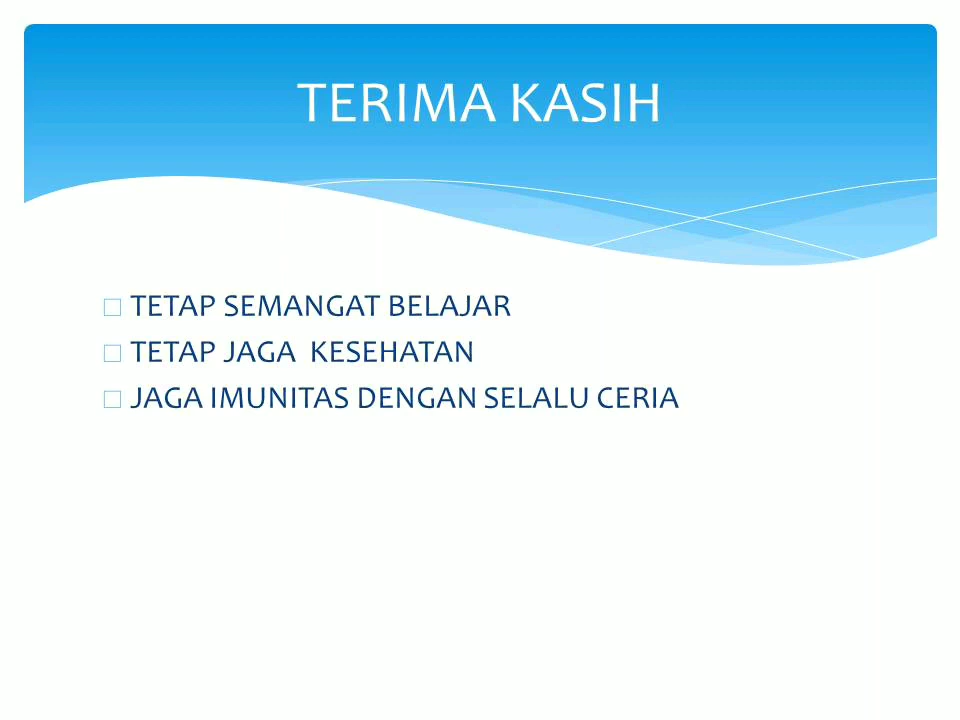 TERIMA KASIH
TETAP SEMANGAT BELAJAR
TETAP JAGA KESEHATAN
JAGA IMUNITAS DENGAN SELALU CERIA